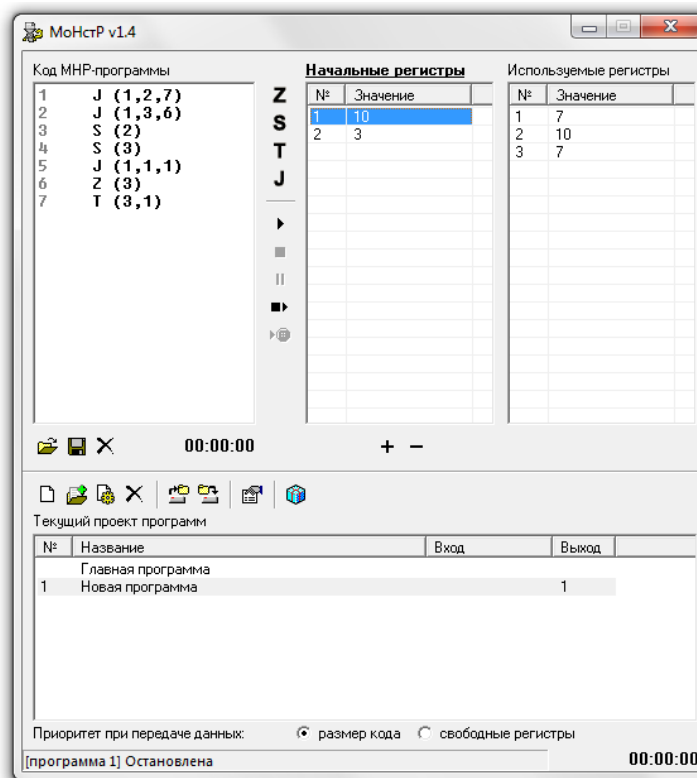 МоНстР v1.4
Код МНР-программы
Начальные регистры
Используемые регистры
1 J (1,2,7)
2 J (1,3,6)
3 S (2)
4 S (3)
5 J (1,1,1)
6 Z (3)
7 T (3,1)
Z
S
T
J
№ Значение
1 10
2 3
№ Значение
1 7
2 10
3 7
00:00:00
+ −
Текущий проект программ
№ Название Вход Выход
Главная программа
1 Новая программа 1
Приоритет при передаче данных: размер кода свободные регистры
[программа 1] Остановлена
00:00:00